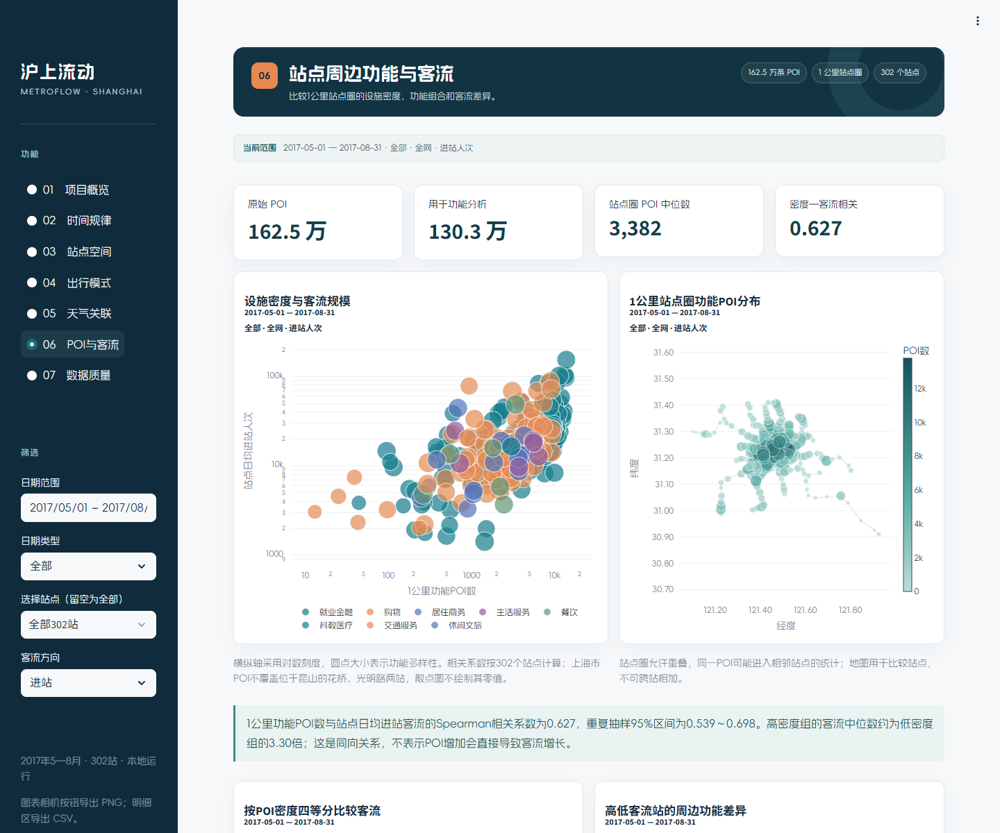 沪上流动
METROFLOW · SHANGHAI
功能
01 项目概览
02 时间规律
03 站点空间
04 出行模式
05 天气关联
06 POI与客流
07 数据质量
筛选
日期范围
2017/05/01 – 2017/08/
日期类型
全部
选择站点（留空为全部）
全部302站
客流方向
进站
2017年5—8月 · 302站 · 本地运
行
图表相机按钮导出 PNG；明细
区导出 CSV。
06
站点周边功能与客流
比较1公里站点圈的设施密度、功能组合和客流差异。
162.5 万条 POI
1 公里站点圈
302 个站点
当前范围 2017-05-01 — 2017-08-31 · 全部 · 全网 · 进站人次
原始 POI
162.5 万
用于功能分析
130.3 万
站点圈 POI 中位数
3,382
密度—客流相关
0.627
设施密度与客流规模
2017-05-01 — 2017-08-31
全部 · 全网 · 进站人次
站点日均进站人次
2
100k
9
8
7
6
5
4
3
2
10k
9
8
7
6
5
4
3
2
1000
9
10 2 5 100 2 5 1000 2 5 10k 2
1公里功能POI数
就业金融 购物 居住商务 生活服务 餐饮
科教医疗 交通服务 休闲文旅
1公里站点圈功能POI分布
2017-05-01 — 2017-08-31
全部 · 全网 · 进站人次
纬度
31.60
31.50
31.40
31.30
31.20
31.10
31.00
30.90
30.80
30.70
121.20 121.40 121.60 121.80
经度
POI数
12k
10k
8k
6k
4k
2k
0
横纵轴采用对数刻度，圆点大小表示功能多样性。相关系数按302个站点计算；上海市
POI不覆盖位于昆山的花桥、光明路两站，散点图不绘制其零值。
站点圈允许重叠，同一POI可能进入相邻站点的统计；地图用于比较站点，
不可跨站相加。
1公里功能POI数与站点日均进站客流的Spearman相关系数为0.627，重复抽样95%区间为0.539～0.698。高密度组的客流中位数约为低密度
组的3.30倍；这是同向关系，不表示POI增加会直接导致客流增长。
按POI密度四等分比较客流
2017-05-01 — 2017-08-31
高低客流站的周边功能差异
2017-05-01 — 2017-08-31